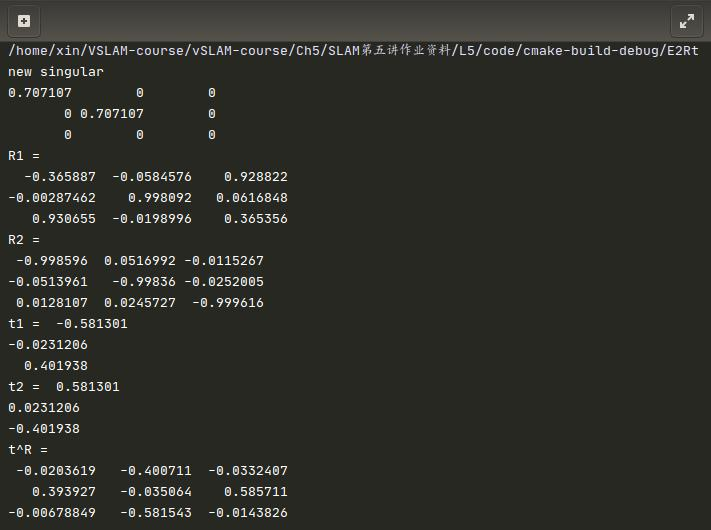 /home/xin/VSLAM-course/vSLAM-course/Ch5/SLAM第五讲作业资料/L5/code/cmake-build-debug/E2Rt
new singular
0.707107        0        0
       0 0.707107        0
       0        0        0
R1 =
  -0.365887  -0.0584576    0.928822
-0.00287462    0.998092   0.0616848
   0.930655  -0.0198996    0.365356
R2 =
 -0.998596  0.0516992 -0.0115267
-0.0513961   -0.99836 -0.0252005
 0.0128107  0.0245727  -0.999616
t1 =  -0.581301
-0.0231206
  0.401938
t2 =  0.581301
0.0231206
-0.401938
t^R =
 -0.0203619   -0.400711  -0.0332407
   0.393927   -0.035064    0.585711
-0.00678849   -0.581543  -0.0143826